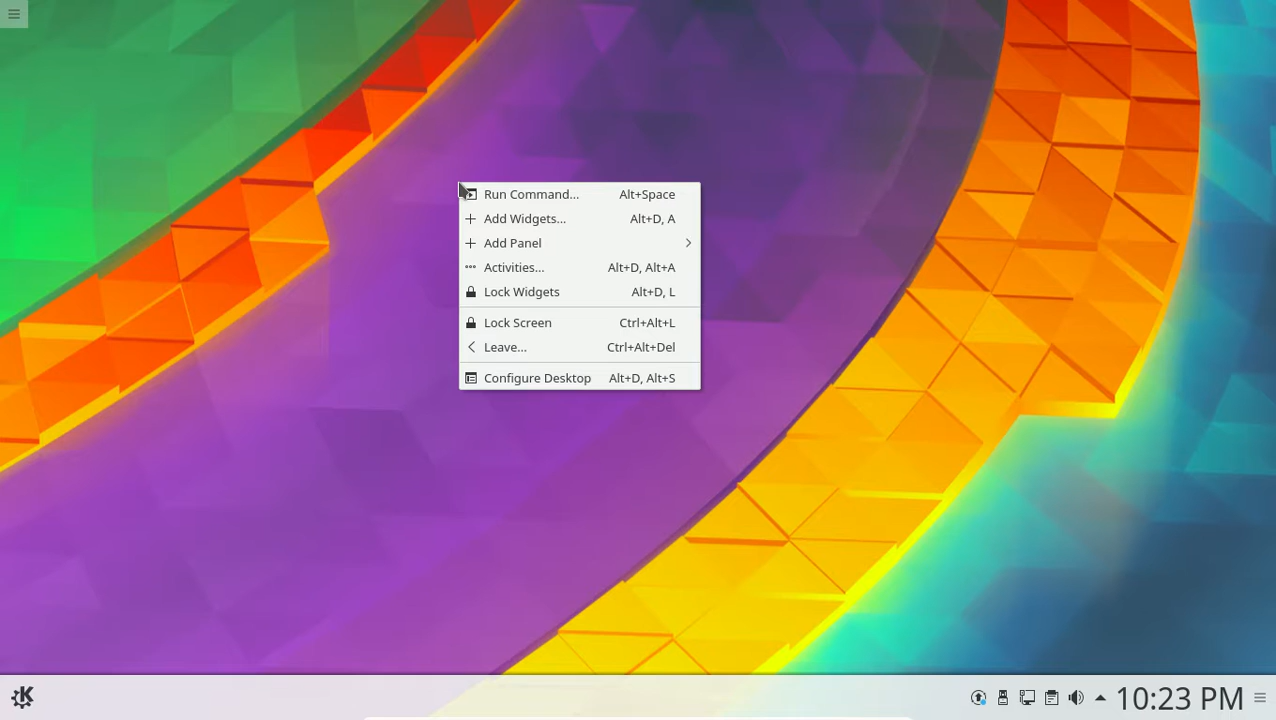 Run Command... Alt+Space
Add Widgets... Alt+D, A
Add Panel
Activities... Alt+D, Alt+A
Lock Widgets Alt+D, L
Lock Screen Ctrl+Alt+L
Leave... Ctrl+Alt+Del
Configure Desktop Alt+D, Alt+S
10:23 PM